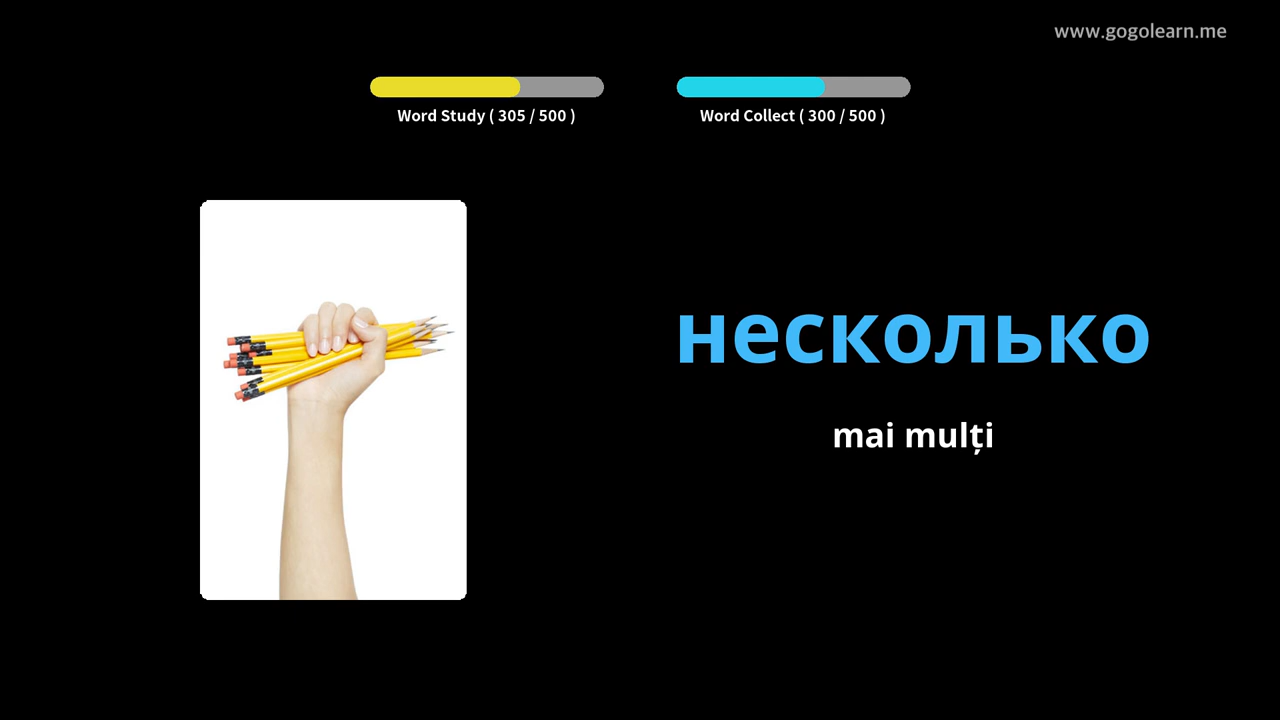 www.gogolearn.me
Word Study ( 305 / 500 )
Word Collect ( 300 / 500 )
несколько
mai mulți